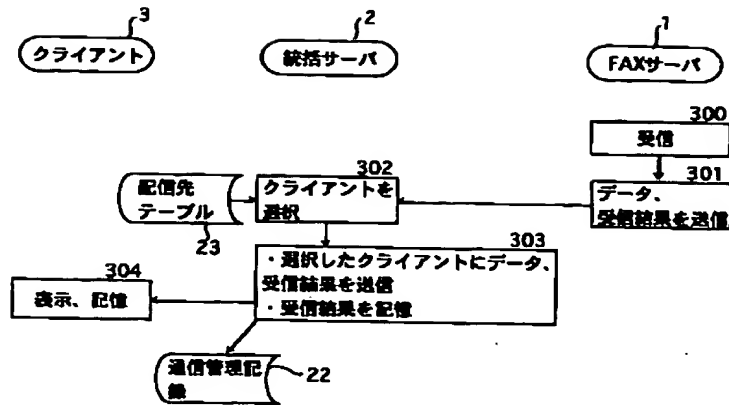 3
2
1
クライアント
統括サーバ
FAXサーバ
300
受信
302
301
配信先
テーブル
クライアントを
選択
データ、
受信結果を送信
23
303
304
・選択したクライアントにデータ、
受信結果を送信
・受信結果を記憶
表示、記憶
通信管理記
録
22